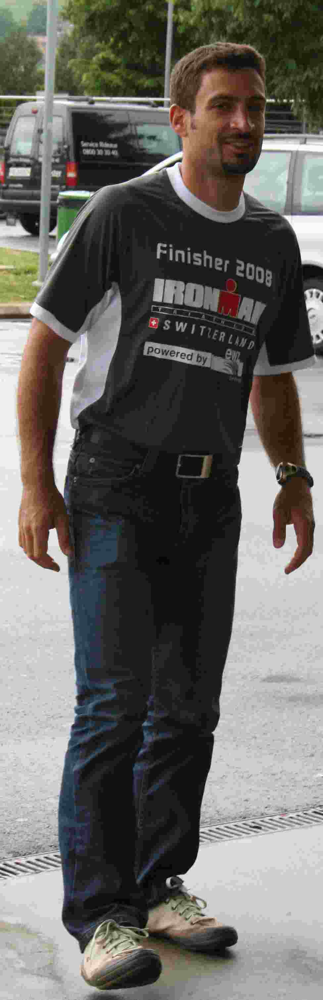 Service Rideaux
0800 30 30 40
Finisher 2008
IRONMAN
TRIATHLON
SWITZERLAND
powered by
ewz